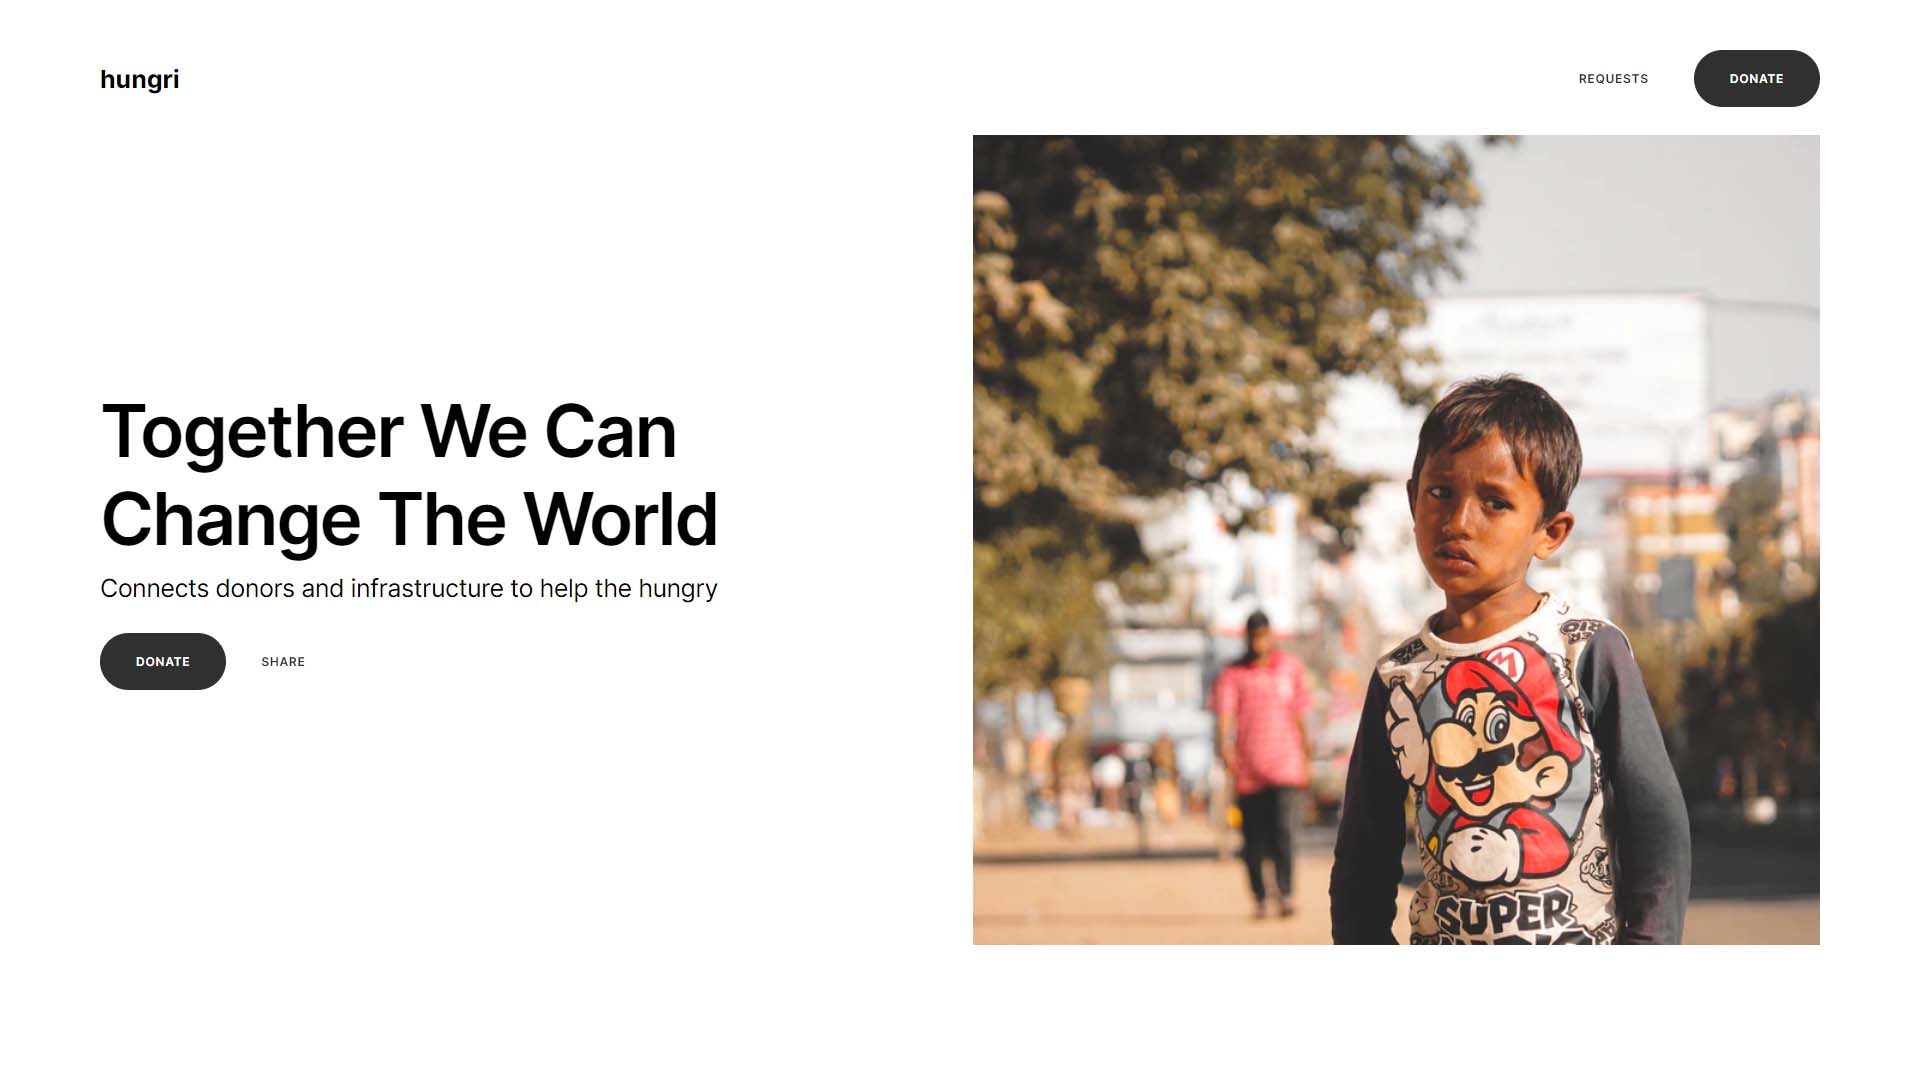 hungri
REQUESTS
DONATE
Together We Can
Change The World
Connects donors and infrastructure to help the hungry
DONATE
SHARE
M
SUPER